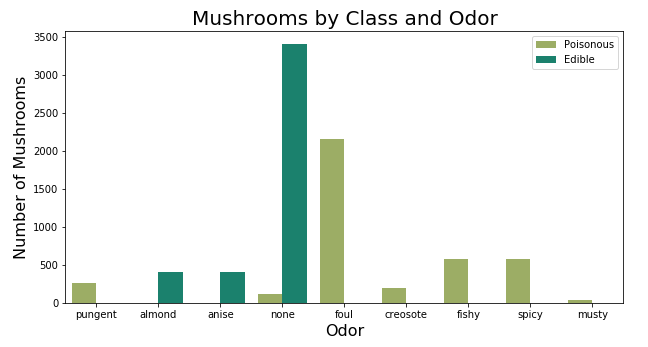 Mushrooms by Class and Odor
Poisonous
Edible
Number of Mushrooms
3500
3000
2500
2000
1500
1000
500
0
pungent almond anise none foul creosote fishy spicy musty
Odor